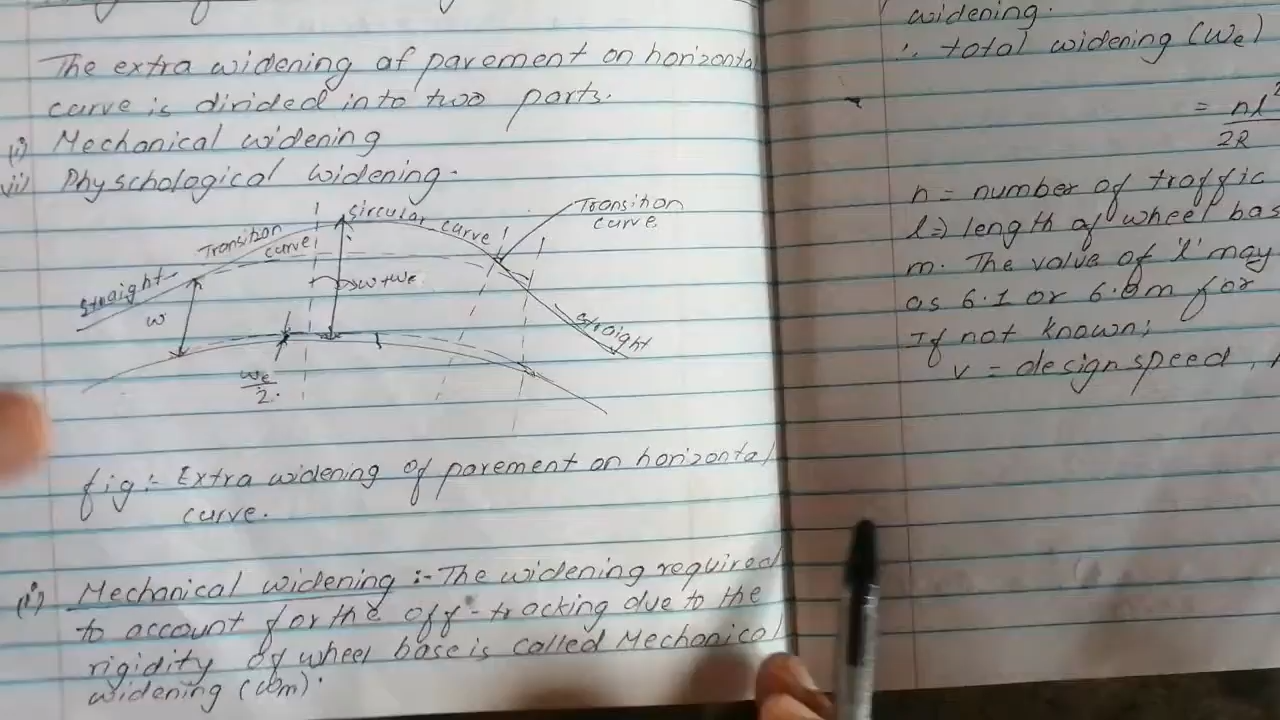 The extra widening of pavement on horizontal
curve is divided into two parts.
(i) Mechanical widening
(ii) Physchological widening.
Straight
Transition
curve
Circular curve
Transition
curve
w
w+we
Straight
we
2.
fig:- Extra widening of pavement on horizontal
curve.
(i) Mechanical widening :- The widening required
to account for the off-tracking due to the
rigidity of wheel base is called Mechanical
widening (wm).
widening.
∴ total widening (We)
= nl²
2R
n = number of traffic
l = length of wheel bas
m. The value of 'l' may
as 6.1 or 6.0m for
If not known;
v = design speed,